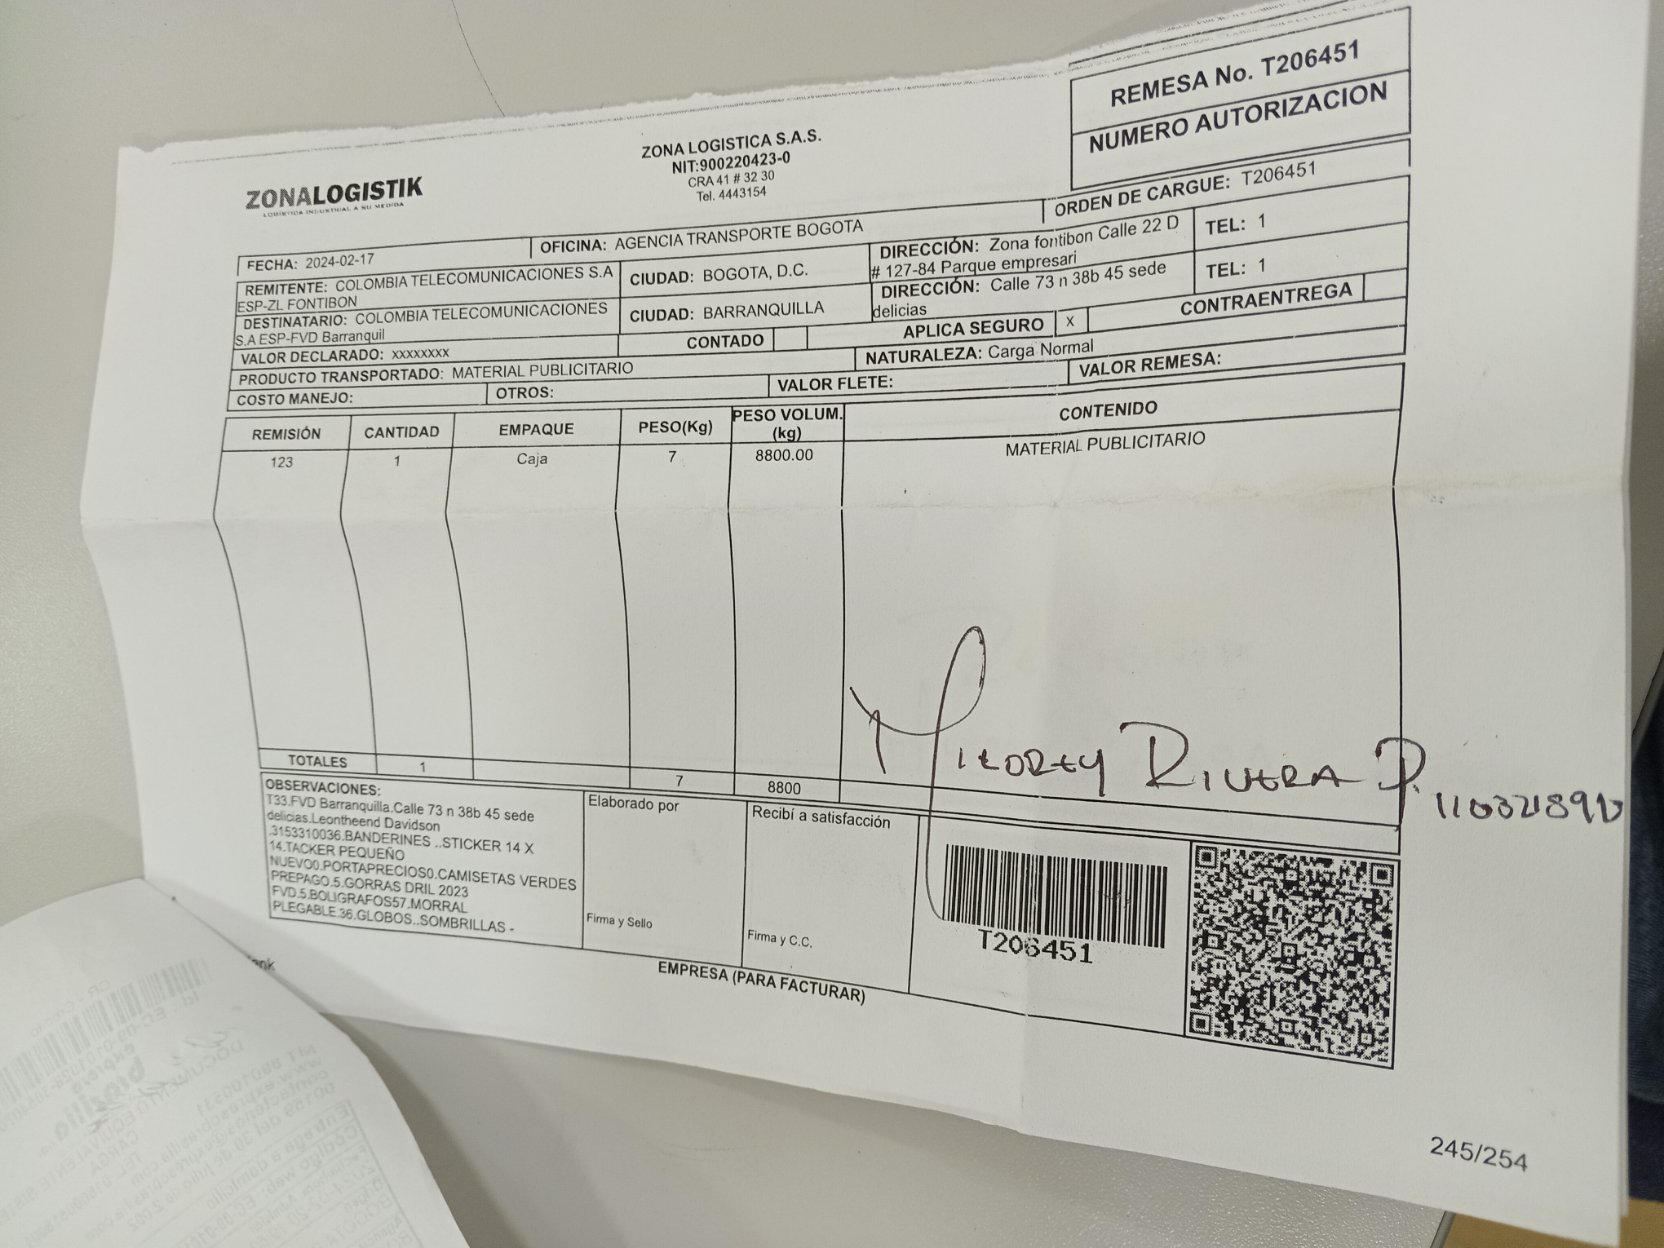 REMESA No. T206451
NUMERO AUTORIZACION
ZONA LOGISTICA S.A.S.
NIT:900220423-0
CRA 41 # 32 30
Tel. 4443154
ZONALOGISTIK
LOGÍSTICA INDUSTRIAL A SU MEDIDA
ORDEN DE CARGUE: T206451
FECHA: 2024-02-17
OFICINA: AGENCIA TRANSPORTE BOGOTA
REMITENTE: COLOMBIA TELECOMUNICACIONES S.A
ESP-ZL FONTIBON
CIUDAD: BOGOTA, D.C.
DIRECCIÓN: Zona fontibon Calle 22 D
# 127-84 Parque empresari
TEL: 1
DESTINATARIO: COLOMBIA TELECOMUNICACIONES
S.A ESP-FVD Barranquil
CIUDAD: BARRANQUILLA
DIRECCIÓN: Calle 73 n 38b 45 sede
delicias
TEL: 1
VALOR DECLARADO: xxxxxxxx
CONTADO
APLICA SEGURO X
CONTRAENTREGA
PRODUCTO TRANSPORTADO: MATERIAL PUBLICITARIO
NATURALEZA: Carga Normal
COSTO MANEJO:
OTROS:
VALOR FLETE:
VALOR REMESA:
REMISIÓN CANTIDAD EMPAQUE PESO(Kg) PESO VOLUM.
(kg)
CONTENIDO
123 1 Caja 7 8800.00 MATERIAL PUBLICITARIO
MILDREY RIVERA P.
TOTALES 1 7 8800
OBSERVACIONES:
T33.FVD Barranquilla.Calle 73 n 38b 45 sede
delicias.Leontheend Davidson
.3153310036.BANDERINES ..STICKER 14 X
14.TACKER PEQUEÑO
NUEVO0.PORTAPRECIOS0.CAMISETAS VERDES
PREPAGO.5.GORRAS DRIL 2023
FVD.5.BOLIGRAFOS57.MORRAL
PLEGABLE.36.GLOBOS..SOMBRILLAS -
Elaborado por
Firma y Sello
Recibí a satisfacción
Firma y C.C.
T206451
EMPRESA (PARA FACTURAR)
245/254